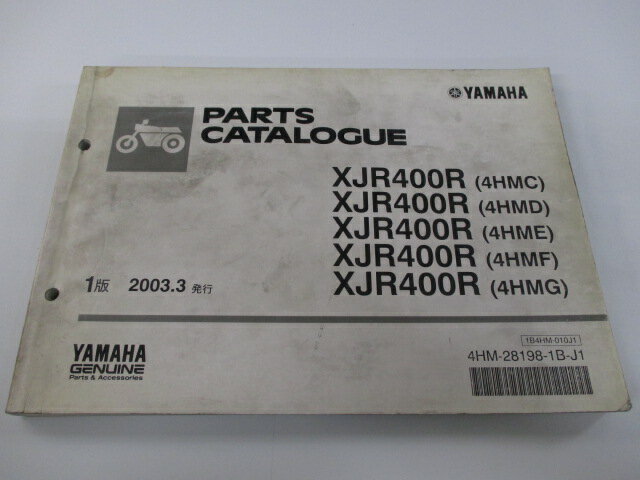 YAMAHA
PARTS
CATALOGUE
XJR400R (4HMC)
XJR400R (4HMD)
XJR400R (4HME)
XJR400R (4HMF)
XJR400R (4HMG)
1版 2003.3 発行
1B4HM-010J1
4HM-28198-1B-J1
YAMAHA
GENUINE
Parts & Accessories